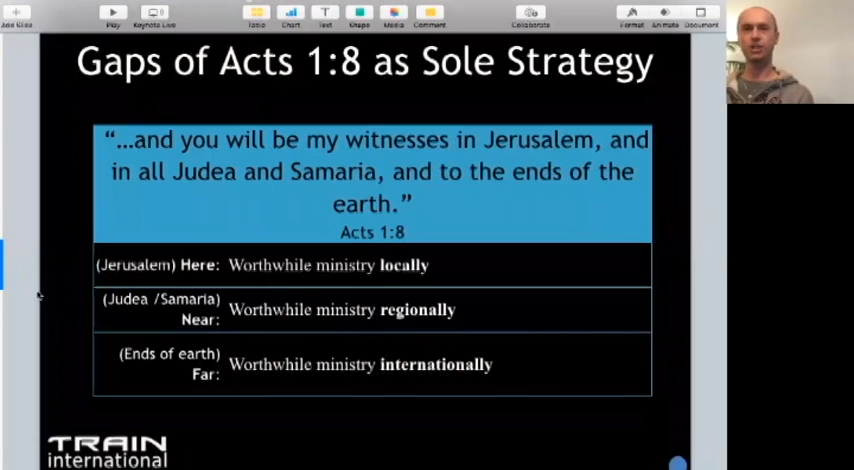 Add Slide
Play
Keynote Live
Table
Chart
Text
Shape
Media
Comment
Collaborate
Format
Animate
Document
Gaps of Acts 1:8 as Sole Strategy
“…and you will be my witnesses in Jerusalem, and
in all Judea and Samaria, and to the ends of the
earth.”
Acts 1:8
(Jerusalem) Here: Worthwhile ministry locally
(Judea /Samaria)
Near: Worthwhile ministry regionally
(Ends of earth)
Far: Worthwhile ministry internationally
TRAIN
international